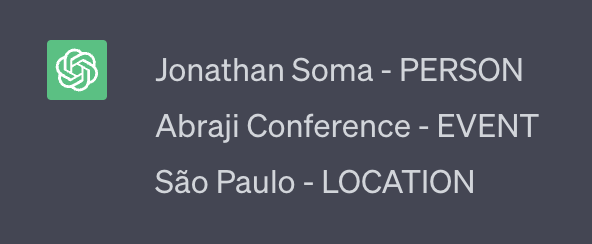 Jonathan Soma - PERSON
Abraji Conference - EVENT
São Paulo - LOCATION